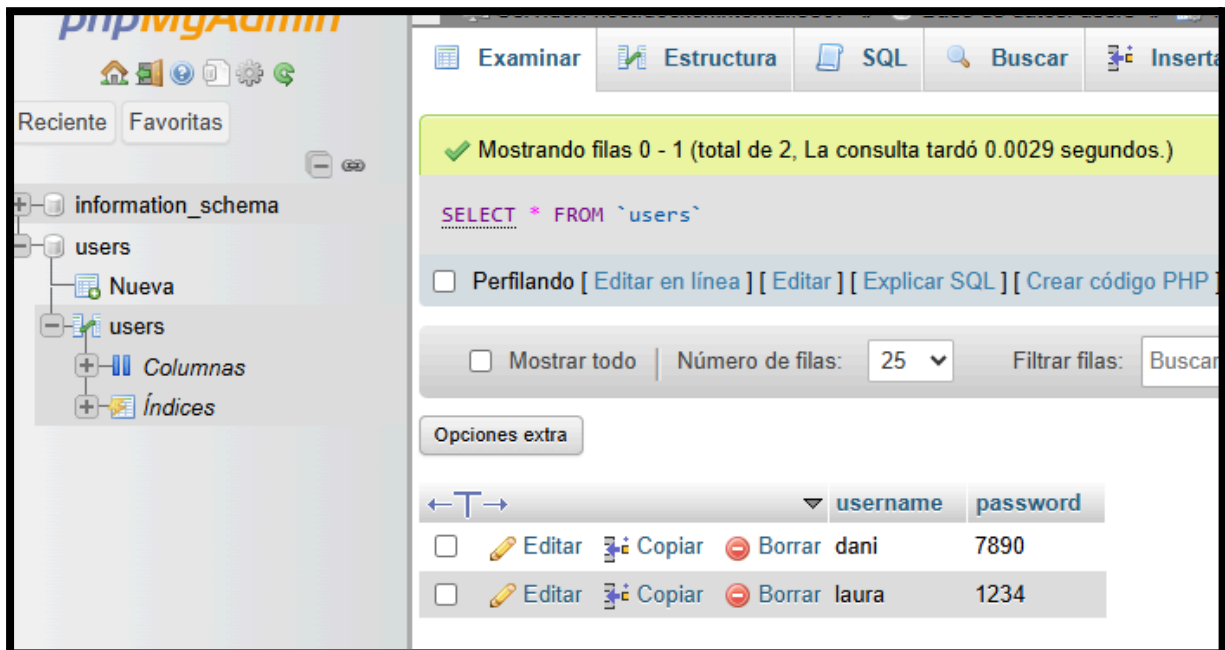 phpMyAdmin
Reciente Favoritas
information_schema
users
Nueva
users
Columnas
Índices
Examinar Estructura SQL Buscar
Mostrando filas 0 - 1 (total de 2, La consulta tardó 0.0029 segundos.)
SELECT * FROM `users`
Perfilando [ Editar en línea ] [ Editar ] [ Explicar SQL ] [ Crear código PHP ]
Mostrar todo | Número de filas: 25 Filtrar filas: Buscar
Opciones extra
username password
Editar Copiar Borrar dani 7890
Editar Copiar Borrar laura 1234